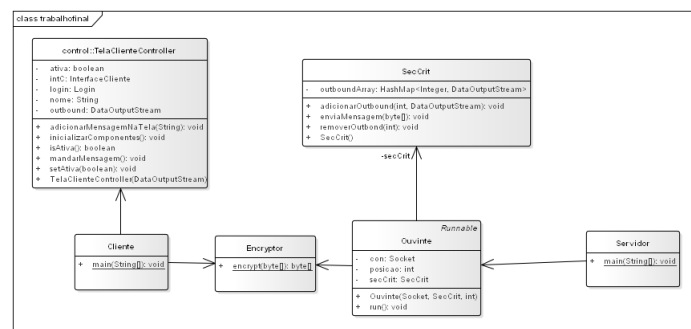 class trabalhofinal
control::TelaClienteController
- ativa: boolean
- intC: InterfaceCliente
- login: Login
- nome: String
- outbound: DataOutputStream
+ adicionarMensagemNaTela(String): void
+ inicializarComponentes(): void
+ isAtiva(): boolean
+ mandarMensagem(): void
+ setAtiva(boolean): void
+ TelaClienteController(DataOutputStream)
SecCrit
- outboundArray: HashMap<Integer, DataOutputStream>
+ adicionarOutbound(int, DataOutputStream): void
+ enviaMensagem(byte[]): void
+ removerOutbond(int): void
+ SecCrit()
-secCrit
Cliente
+ main(String[]): void
Encryptor
+ encrypt(byte[]): byte[]
Runnable
Ouvinte
- con: Socket
- posicao: int
- secCrit: SecCrit
+ Ouvinte(Socket, SecCrit, int)
+ run(): void
Servidor
+ main(String[]): void